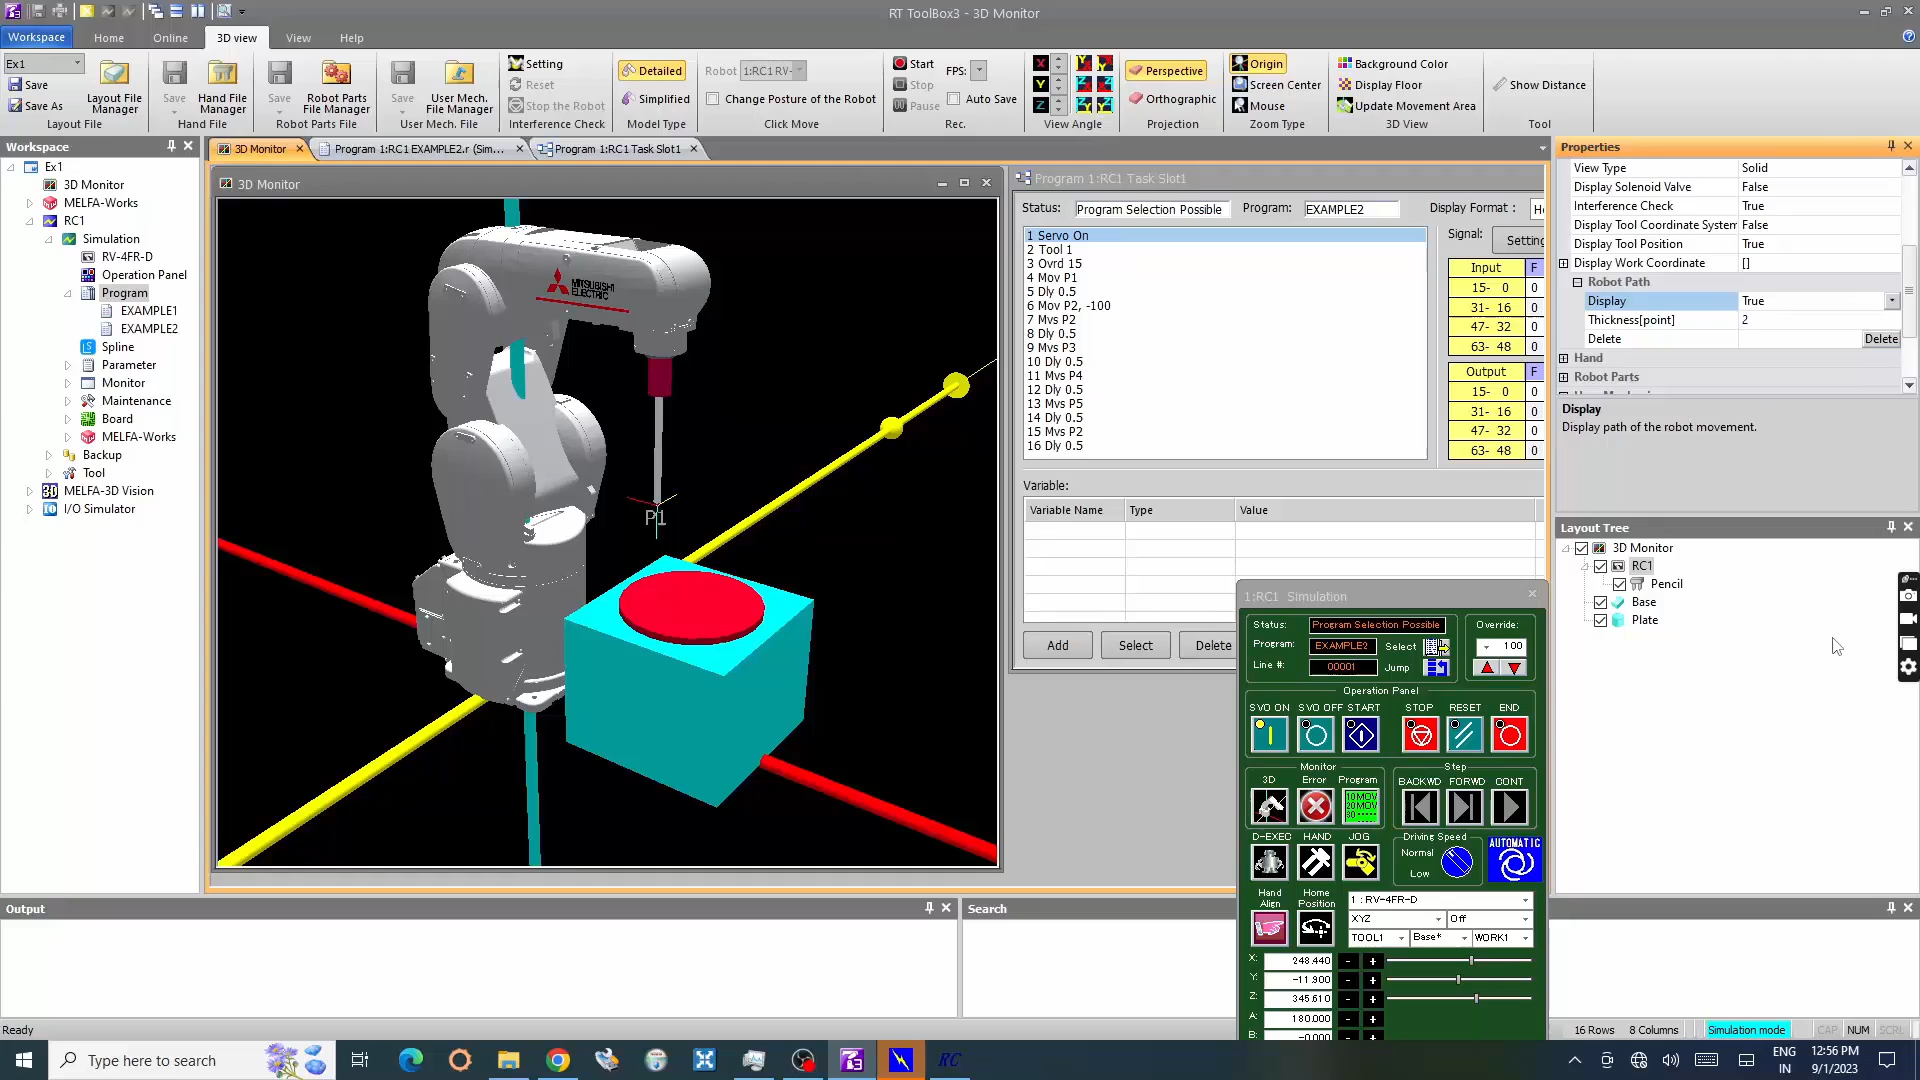 RT ToolBox3 - 3D Monitor
Workspace Home Online 3D view View Help
Ex1
Save
Save As
Layout File Manager
Layout File
Save
Hand File Manager
Hand File
Save
Robot Parts File Manager
Robot Parts File
Save
User Mech. File Manager
User Mech. File
Setting
Reset
Stop the Robot
Interference Check
Detailed
Simplified
Model Type
Robot 1:RC1 RV-
Change Posture of the Robot
Click Move
Start FPS:
Stop Auto Save
Pause
Rec.
X
Y
Z
View Angle
Perspective
Orthographic
Projection
Origin
Screen Center
Mouse
Zoom Type
Background Color
Display Floor
Update Movement Area
3D View
Show Distance
Tool
Workspace
Ex1
3D Monitor
MELFA-Works
RC1
Simulation
RV-4FR-D
Operation Panel
Program
EXAMPLE1
EXAMPLE2
Spline
Parameter
Monitor
Maintenance
Board
MELFA-Works
Backup
Tool
MELFA-3D Vision
I/O Simulator
3D Monitor Program 1:RC1 EXAMPLE2.r (Sim... Program 1:RC1 Task Slot1
3D Monitor
MITSUBISHI
ELECTRIC
P1
Program 1:RC1 Task Slot1
Status: Program Selection Possible Program: EXAMPLE2 Display Format :
1 Servo On
2 Tool 1
3 Ovrd 15
4 Mov P1
5 Dly 0.5
6 Mov P2, -100
7 Mvs P2
8 Dly 0.5
9 Mvs P3
10 Dly 0.5
11 Mvs P4
12 Dly 0.5
13 Mvs P5
14 Dly 0.5
15 Mvs P2
16 Dly 0.5
Signal: Setting
Input F
15- 0 0
31- 16 0
47- 32 0
63- 48 0
Output F
15- 0 0
31- 16 0
47- 32 0
63- 48 0
Variable:
Variable Name Type Value
Add Select Delete
1:RC1 Simulation
Status: Program Selection Possible Override:
Program: EXAMPLE2 Select 100
Line #: 00001 Jump
Operation Panel
SVO ON SVO OFF START STOP RESET END
Monitor Step
3D Error Program BACKWD FORWD CONT
10MOV
20MOV
D-EXEC HAND JOG Driving Speed
Normal
Low
AUTOMATIC
Hand Align Home Position
1 : RV-4FR-D
XYZ Off
TOOL1 Base* WORK1
X: 248.440 - +
Y: -11.900 - +
Z: 345.610 - +
A: 180.000 - +
B: -0.000 - +
Properties
View Type Solid
Display Solenoid Valve False
Interference Check True
Display Tool Coordinate System False
Display Tool Position True
Display Work Coordinate []
Robot Path
Display True
Thickness[point] 2
Delete Delete
Hand
Robot Parts
Display
Display path of the robot movement.
Layout Tree
3D Monitor
RC1
Pencil
Base
Plate
Output
Search
Ready
16 Rows 8 Columns Simulation mode CAP NUM SCRL
Type here to search
RC
ENG
IN
12:56 PM
9/1/2023